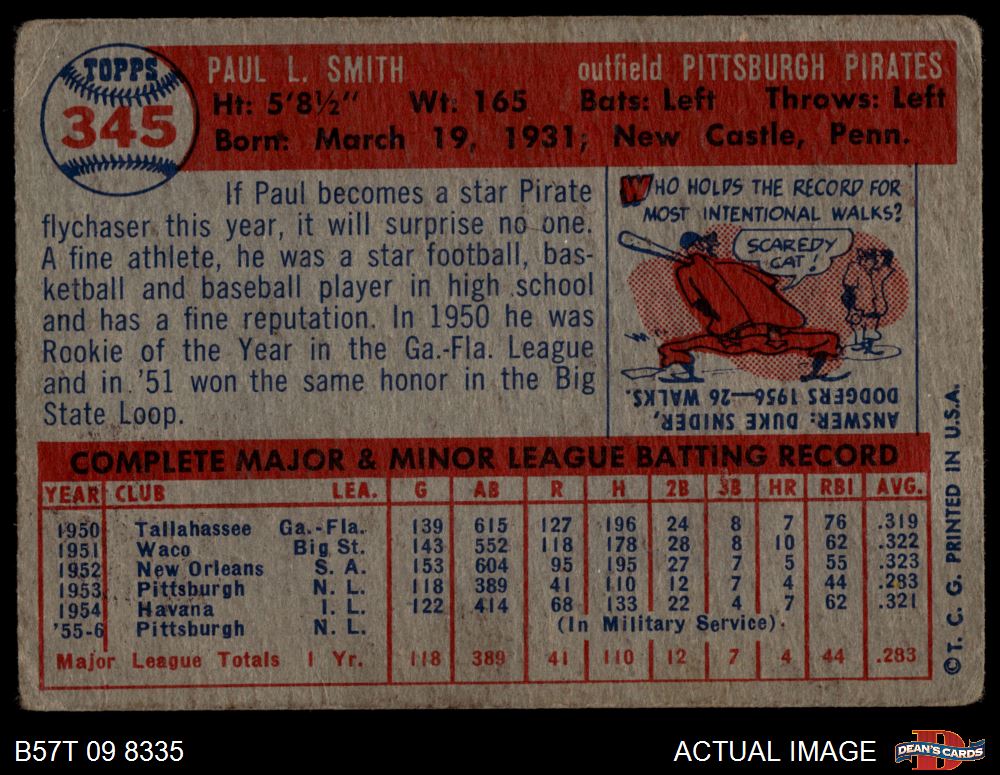 TOPPS
345
PAUL L. SMITH outfield PITTSBURGH PIRATES
Ht: 5'8½" Wt: 165 Bats: Left Throws: Left
Born: March 19, 1931; New Castle, Penn.
If Paul becomes a star Pirate
flychaser this year, it will surprise no one.
A fine athlete, he was a star football, bas-
ketball and baseball player in high school
and has a fine reputation. In 1950 he was
Rookie of the Year in the Ga.-Fla. League
and in '51 won the same honor in the Big
State Loop.
WHO HOLDS THE RECORD FOR
MOST INTENTIONAL WALKS?
SCAREDY
CAT!
ANSWER: DUKE SNIDER,
DODGERS 1956—26 WALKS.
COMPLETE MAJOR & MINOR LEAGUE BATTING RECORD
YEAR CLUB LEA. G AB R H 2B 3B HR RBI AVG.
1950 Tallahassee Ga.-Fla. 139 615 127 196 24 8 7 76 .319
1951 Waco Big St. 143 552 118 178 28 8 10 62 .322
1952 New Orleans S. A. 153 604 95 195 27 7 5 55 .323
1953 Pittsburgh N. L. 118 389 41 110 12 7 4 44 .283
1954 Havana I. L. 122 414 68 133 22 4 7 62 .321
'55-6 Pittsburgh N. L. (In Military Service).
Major League Totals 1 Yr. 118 389 41 110 12 7 4 44 .283
© T. C. G. PRINTED IN U.S.A.
B57T 09 8335
ACTUAL IMAGE
DEAN'S CARDS